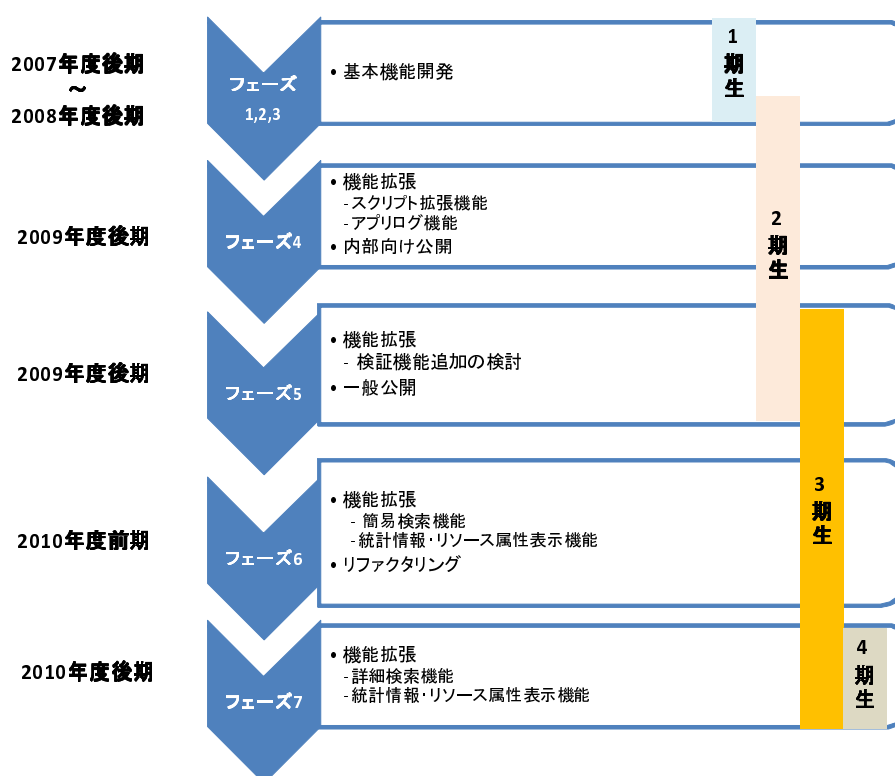 2007年度後期
～
2008年度後期
フェーズ
1,2,3
• 基本機能開発
1
期
生
2009年度後期
フェーズ4
• 機能拡張
-スクリプト拡張機能
-アプリログ機能
• 内部向け公開
2
期
生
2009年度後期
フェーズ5
• 機能拡張
- 検証機能追加の検討
• 一般公開
2010年度前期
フェーズ6
• 機能拡張
- 簡易検索機能
-統計情報・リソース属性表示機能
• リファクタリング
3
期
生
2010年度後期
フェーズ7
• 機能拡張
-詳細検索機能
-統計情報・リソース属性表示機能
4
期
生